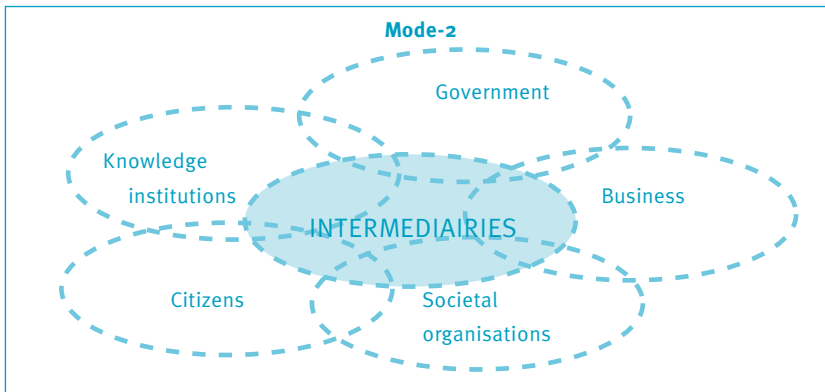 Mode-2
Government
Knowledge
institutions
Business
INTERMEDIAIRIES
Citizens
Societal
organisations